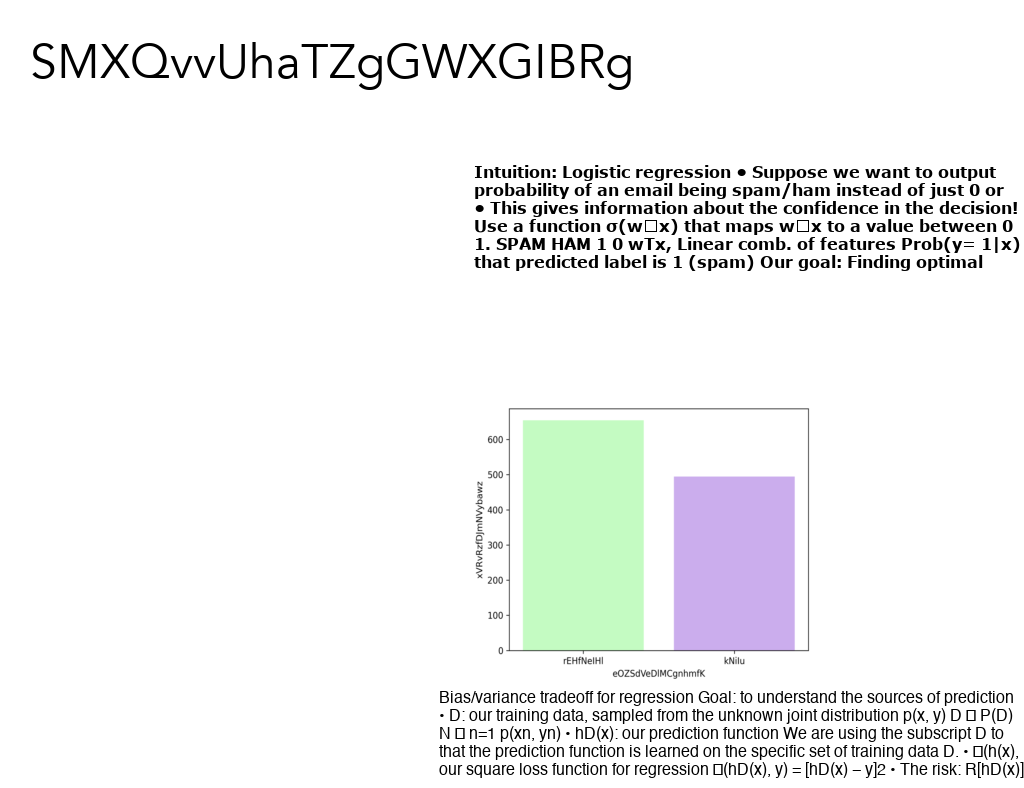 SMXQvvUhaTZgGWXGIBRg
Intuition: Logistic regression ● Suppose we want to output
probability of an email being spam/ham instead of just 0 or
● This gives information about the confidence in the decision!
Use a function σ(w□x) that maps w□x to a value between 0
1. SPAM HAM 1 0 wTx, Linear comb. of features Prob(y= 1|x)
that predicted label is 1 (spam) Our goal: Finding optimal
600
500
400
300
200
100
0
xVRvRzfDJmNVybawz
rEHfNeIHl kNilu
eOZSdVeDlMCgnhmfK
Bias/variance tradeoff for regression Goal: to understand the sources of prediction
• D: our training data, sampled from the unknown joint distribution p(x, y) D □ P(D)
N □ n=1 p(xn, yn) • hD(x): our prediction function We are using the subscript D to
that the prediction function is learned on the specific set of training data D. • □(h(x),
our square loss function for regression □(hD(x), y) = [hD(x) – y]2 • The risk: R[hD(x)]